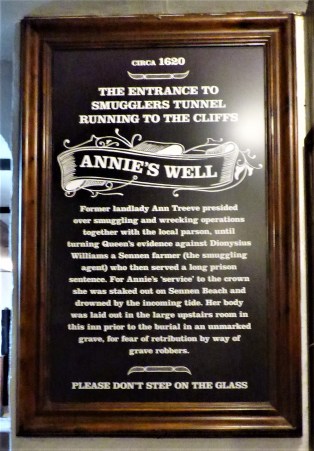 CIRCA 1620
THE ENTRANCE TO
SMUGGLERS TUNNEL
RUNNING TO THE CLIFFS
ANNIE'S WELL
Former landlady Ann Treeve presided
over smuggling and wrecking operations
together with the local parson, until
turning Queen's evidence against Dionysius
Williams a Sennen farmer (the smuggling
agent) who then served a long prison
sentence. For Annie's 'service' to the crown
she was staked out on Sennen Beach and
drowned by the incoming tide. Her body
was laid out in the large upstairs room in
this inn prior to the burial in an unmarked
grave, for fear of retribution by way of
grave robbers.
PLEASE DON'T STEP ON THE GLASS